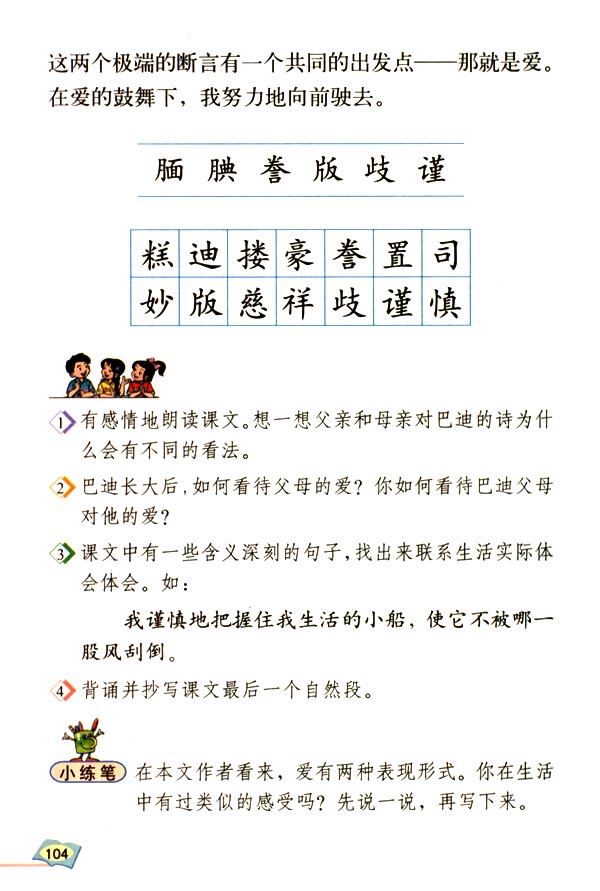 这两个极端的断言有一个共同的出发点——那就是爱。
在爱的鼓舞下，我努力地向前驶去。
腼 腆 誊 版 歧 谨
糕 迪 搂 豪 誊 置 司
妙 版 慈 祥 歧 谨 慎
1 有感情地朗读课文。想一想父亲和母亲对巴迪的诗为什
么会有不同的看法。
2 巴迪长大后，如何看待父母的爱？你如何看待巴迪父母
对他的爱？
3 课文中有一些含义深刻的句子，找出来联系生活实际体
会体会。如：
我谨慎地把握住我生活的小船，使它不被哪一
股风刮倒。
4 背诵并抄写课文最后一个自然段。
小练笔 在本文作者看来，爱有两种表现形式。你在生活
中有过类似的感受吗？先说一说，再写下来。
104